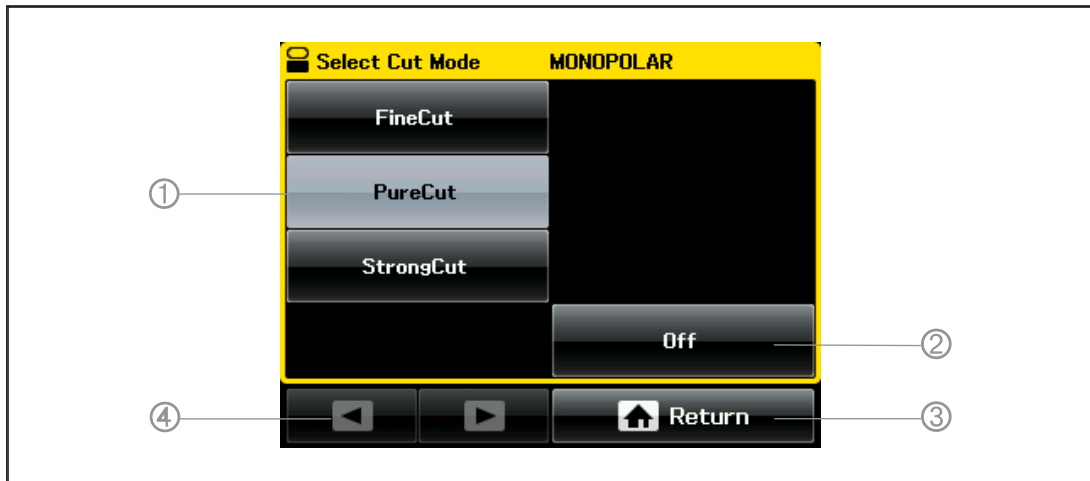 Select Cut Mode MONOPOLAR
FineCut
① PureCut
StrongCut
Off ②
④ Return ③